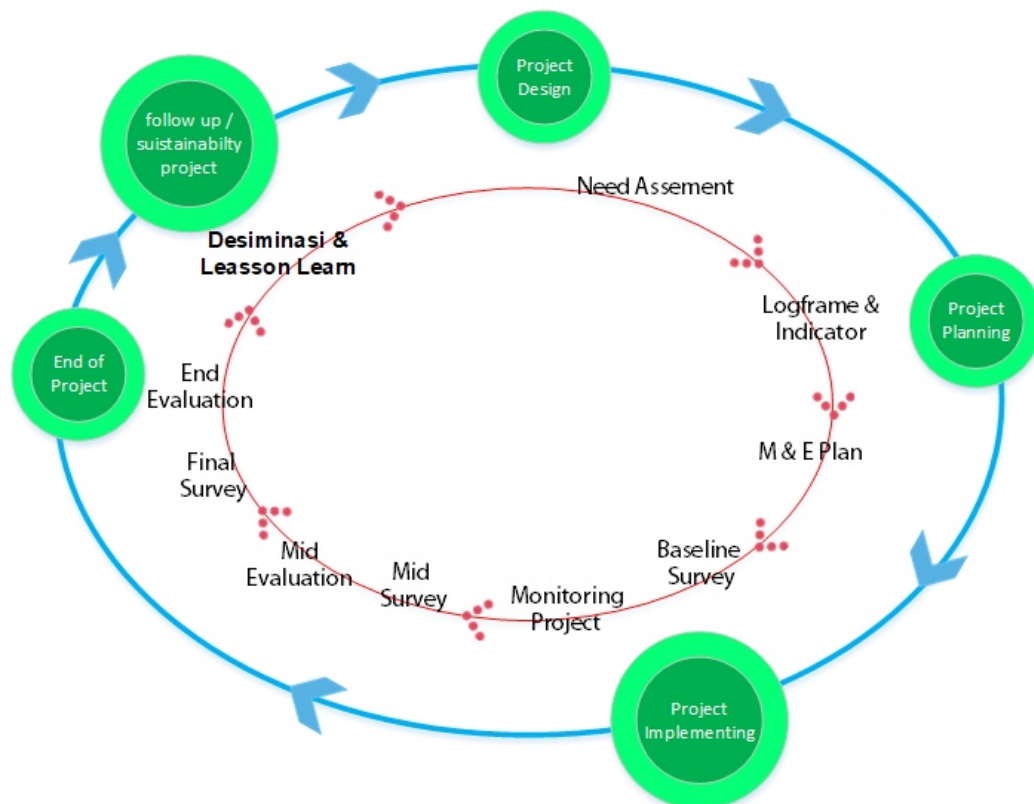 Project
Design
follow up /
suistainabilty
project
Need Assement
Desiminasi &
Leasson Learn
Logframe &
Indicator
Project
Planning
End of
Project
End
Evaluation
M & E Plan
Final
Survey
Baseline
Survey
Mid
Evaluation
Mid
Survey
Monitoring
Project
Project
Implementing